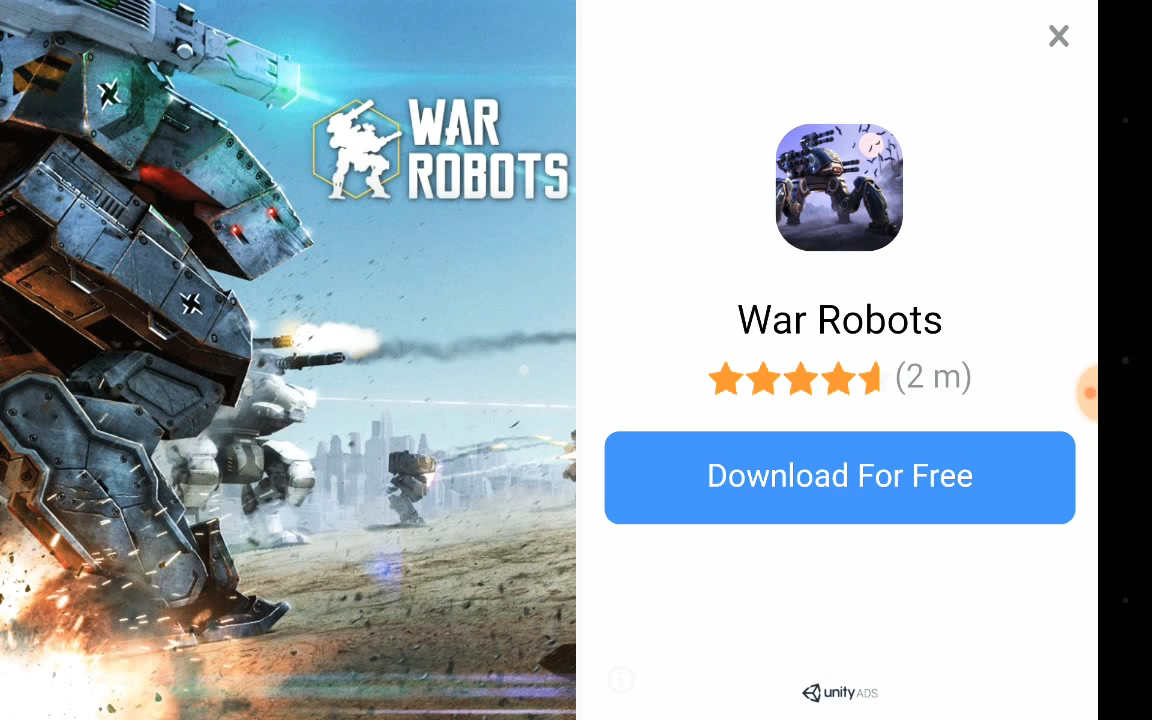 WAR
ROBOTS
War Robots
(2 m)
Download For Free
unity ADS